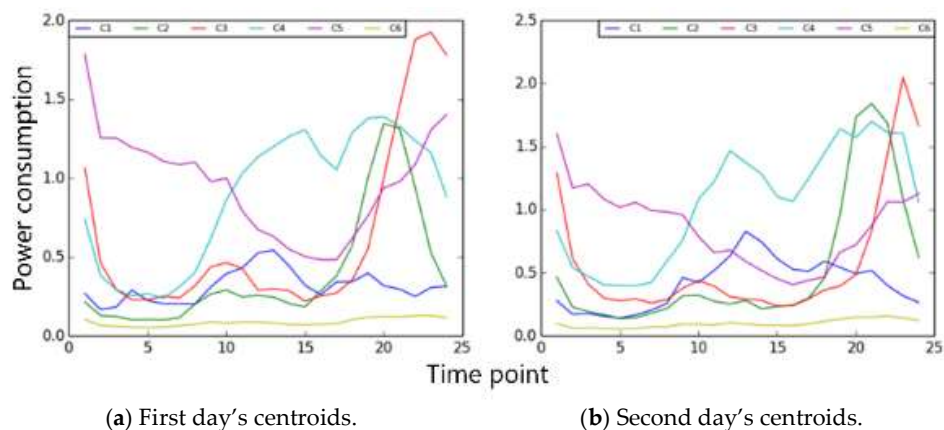 2.0
C1 C2 C3 C4 C5 C6
1.5
1.0
0.5
0.0
0 5 10 15 20 25
2.5
C1 C2 C3 C4 C5 C6
2.0
1.5
1.0
0.5
0.0
0 5 10 15 20 25
Power consumption
Time point
(a) First day's centroids.
(b) Second day's centroids.